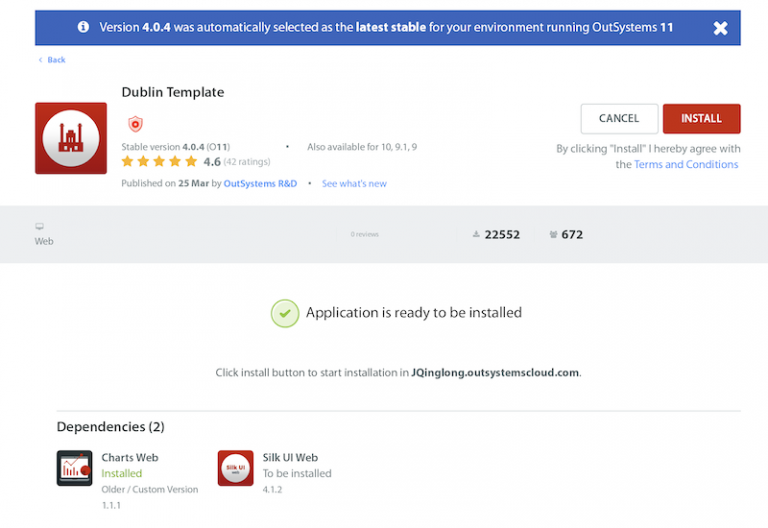 Version 4.0.4 was automatically selected as the latest stable for your environment running OutSystems 11
Back
Dublin Template
CANCEL
INSTALL
Stable version 4.0.4 (O11) • Also available for 10, 9.1, 9
By clicking "Install" I hereby agree with
the Terms and Conditions
4.6 (42 ratings)
Published on 25 Mar by OutSystems R&D • See what's new
Web
0 reviews
22552
672
Application is ready to be installed
Click install button to start installation in JQinglong.outsystemscloud.com.
Dependencies (2)
Charts Web
Installed
Older / Custom Version
1.1.1
Silk UI
web
Silk UI Web
To be installed
4.1.2